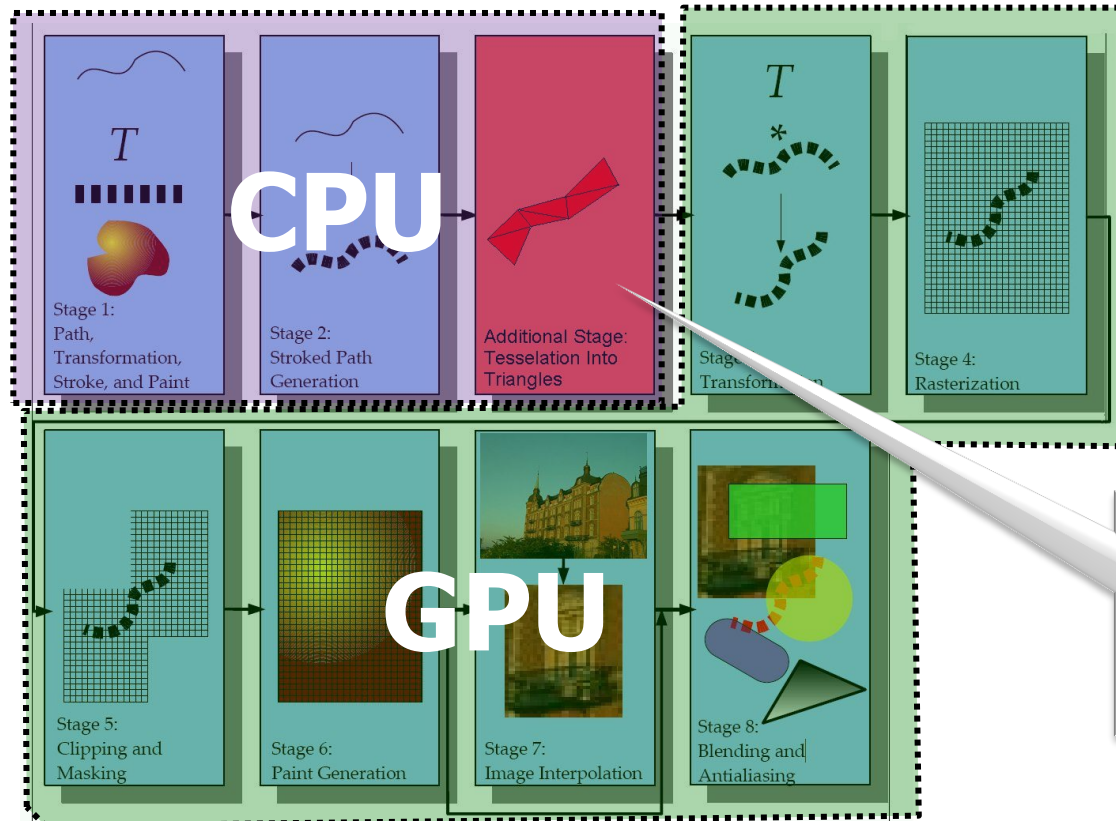 T
Stage 1:
Path,
Transformation,
Stroke, and Paint
CPU
Stage 2:
Stroked Path
Generation
Additional Stage:
Tesselation Into
Triangles
T
*
Transformation
Stage 4:
Rasterization
Stage 5:
Clipping and
Masking
Stage 6:
Paint Generation
GPU
Stage 7:
Image Interpolation
Stage 8:
Blending and
Antialiasing